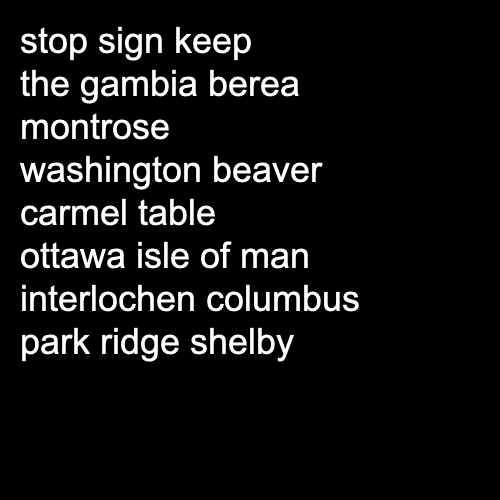 stop sign keep
the gambia berea
montrose
washington beaver
carmel table
ottawa isle of man
interlochen columbus
park ridge shelby